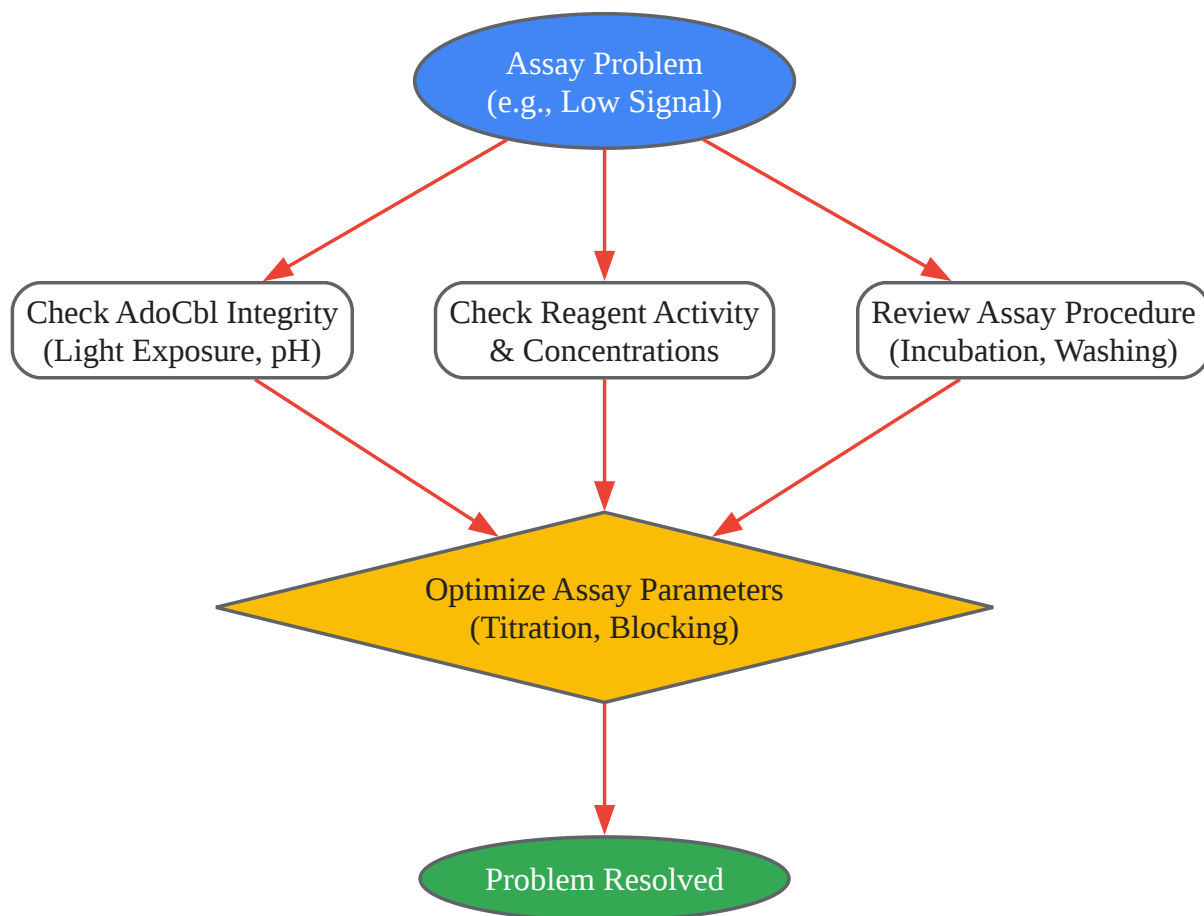 Assay Problem
(e.g., Low Signal)
Check AdoCbl Integrity
(Light Exposure, pH)
Check Reagent Activity
& Concentrations
Review Assay Procedure
(Incubation, Washing)
Optimize Assay Parameters
(Titration, Blocking)
Problem Resolved